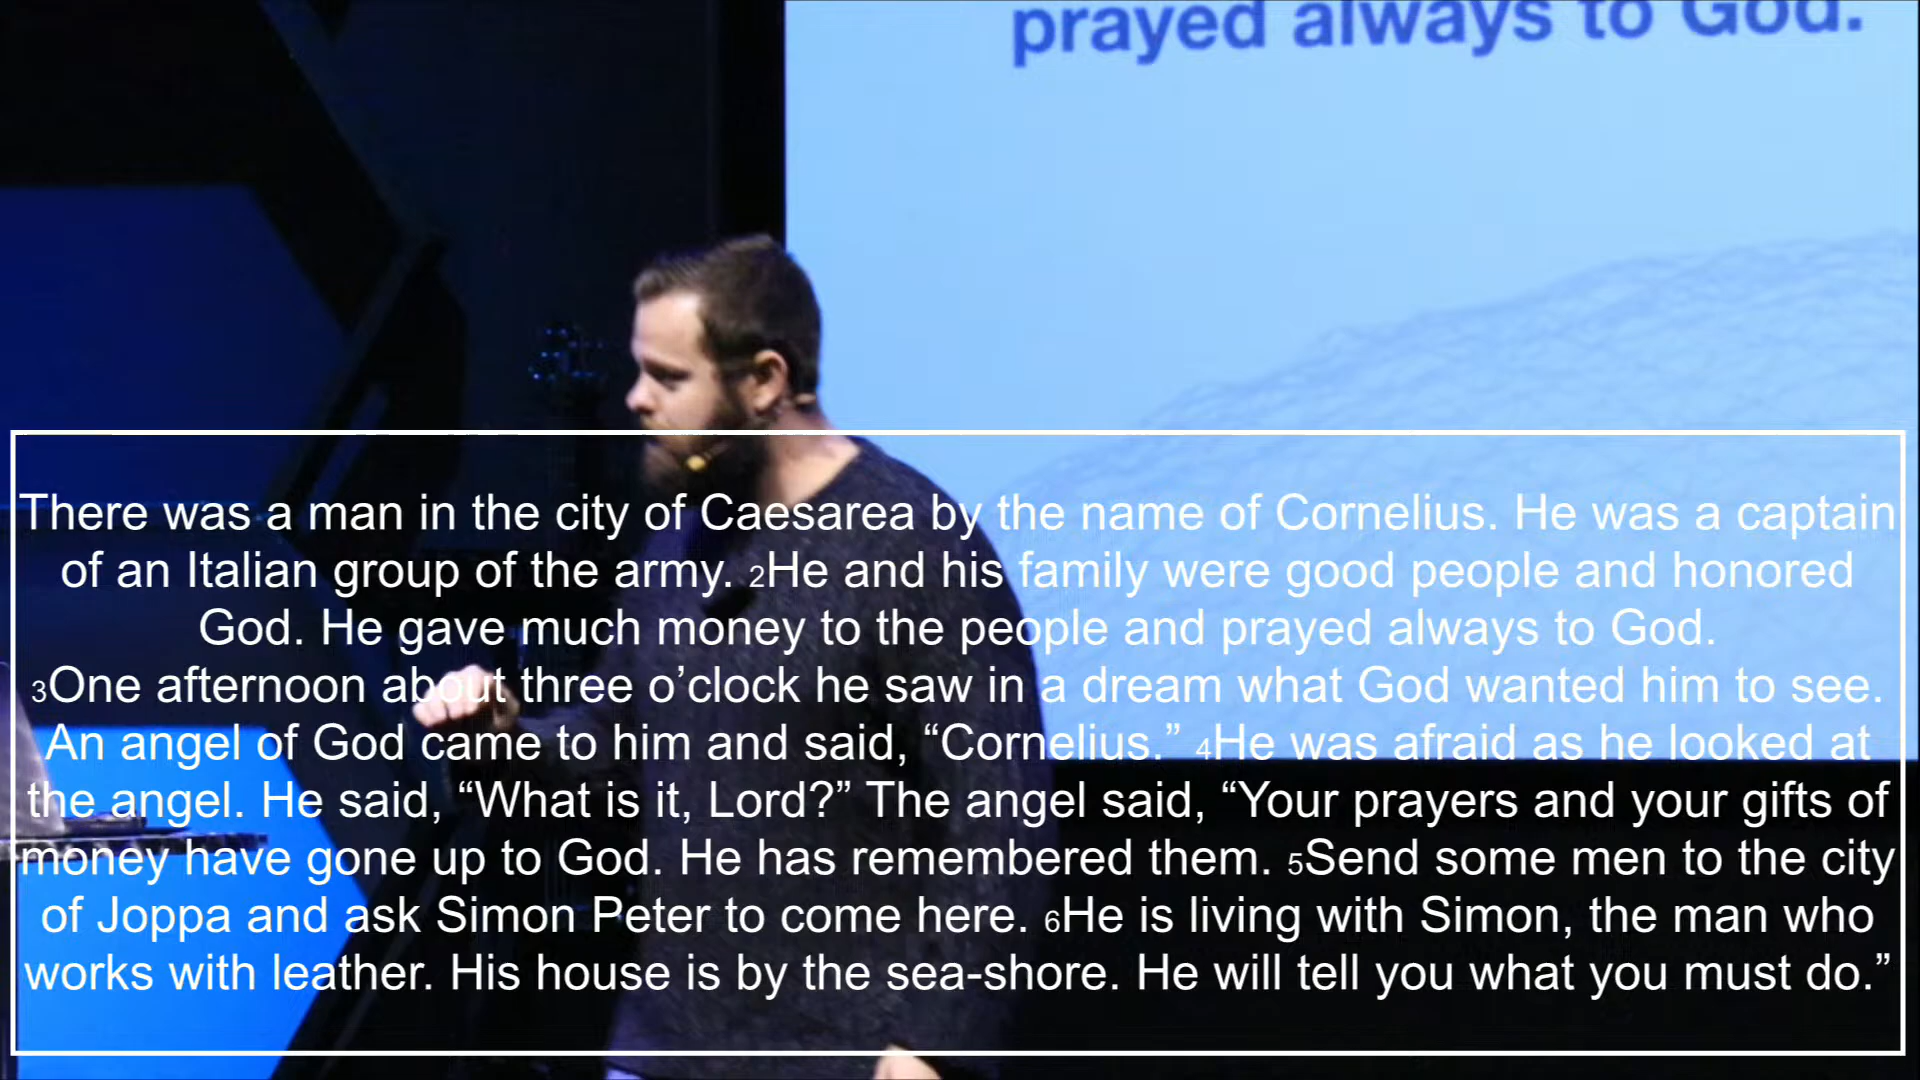 prayed always to God.
There was a man in the city of Caesarea by the name of Cornelius. He was a captain
of an Italian group of the army. 2He and his family were good people and honored
God. He gave much money to the people and prayed always to God.
3One afternoon about three o’clock he saw in a dream what God wanted him to see.
An angel of God came to him and said, “Cornelius.” 4He was afraid as he looked at
the angel. He said, “What is it, Lord?” The angel said, “Your prayers and your gifts of
money have gone up to God. He has remembered them. 5Send some men to the city
of Joppa and ask Simon Peter to come here. 6He is living with Simon, the man who
works with leather. His house is by the sea-shore. He will tell you what you must do.”